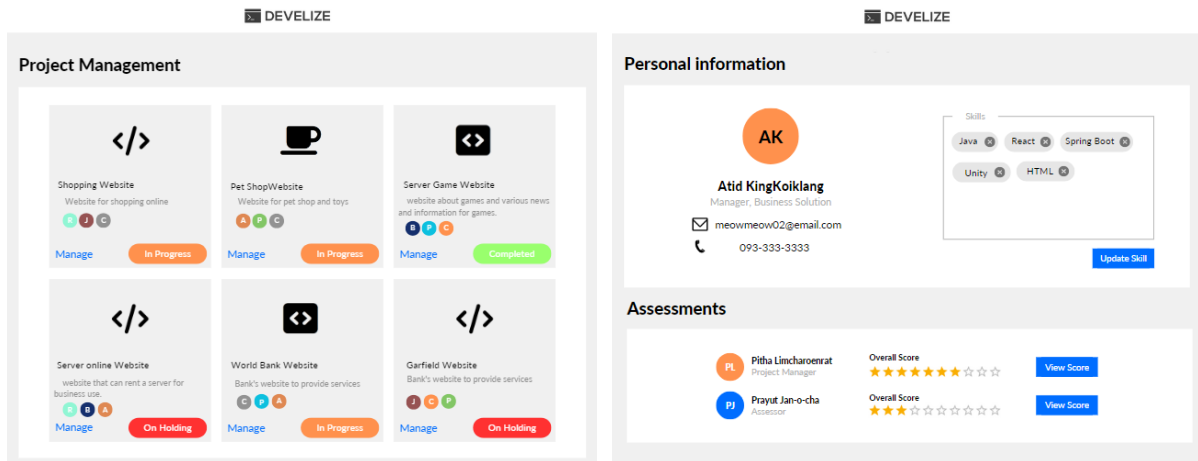 DEVELIZE
Project Management
Shopping Website
Website for shopping online
R J C
Manage
In Progress
Pet ShopWebsite
Website for pet shop and toys
A P C
Manage
In Progress
Server Game Website
website about games and various news
and information for games.
B P C
Manage
Completed
Server online Website
website that can rent a server for
business use.
R B A
Manage
On Holding
World Bank Website
Bank's website to provide services
C P A
Manage
In Progress
Garfield Website
Bank's website to provide services
J C P
Manage
On Holding
DEVELIZE
Personal information
AK
Atid KingKoiklang
Manager, Business Solution
meowmeow02@email.com
093-333-3333
Skills
Java React Spring Boot
Unity HTML
Update Skill
Assessments
PL
Pitha Limcharoenrat
Project Manager
Overall Score
View Score
PJ
Prayut Jan-o-cha
Assessor
Overall Score
View Score